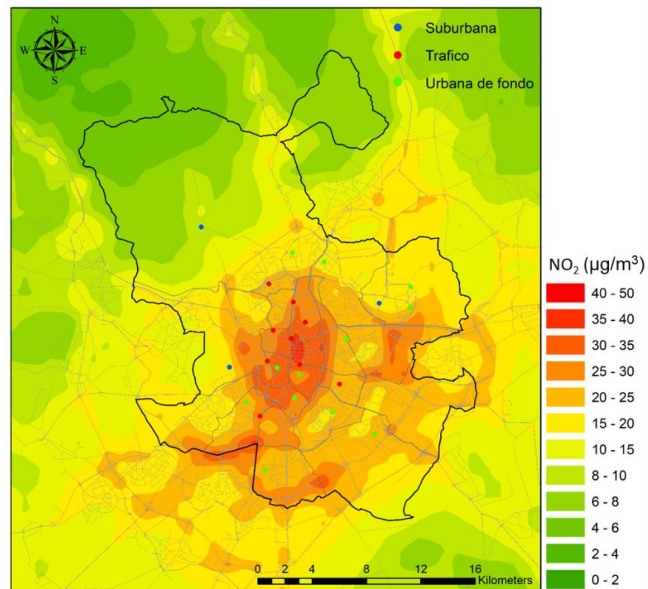 N
W E
S
Suburbana
Trafico
Urbana de fondo
NO₂ (µg/m³)
40 - 50
35 - 40
30 - 35
25 - 30
20 - 25
15 - 20
10 - 15
8 - 10
6 - 8
4 - 6
2 - 4
0 - 2
0 2 4 8 12 16
Kilometers